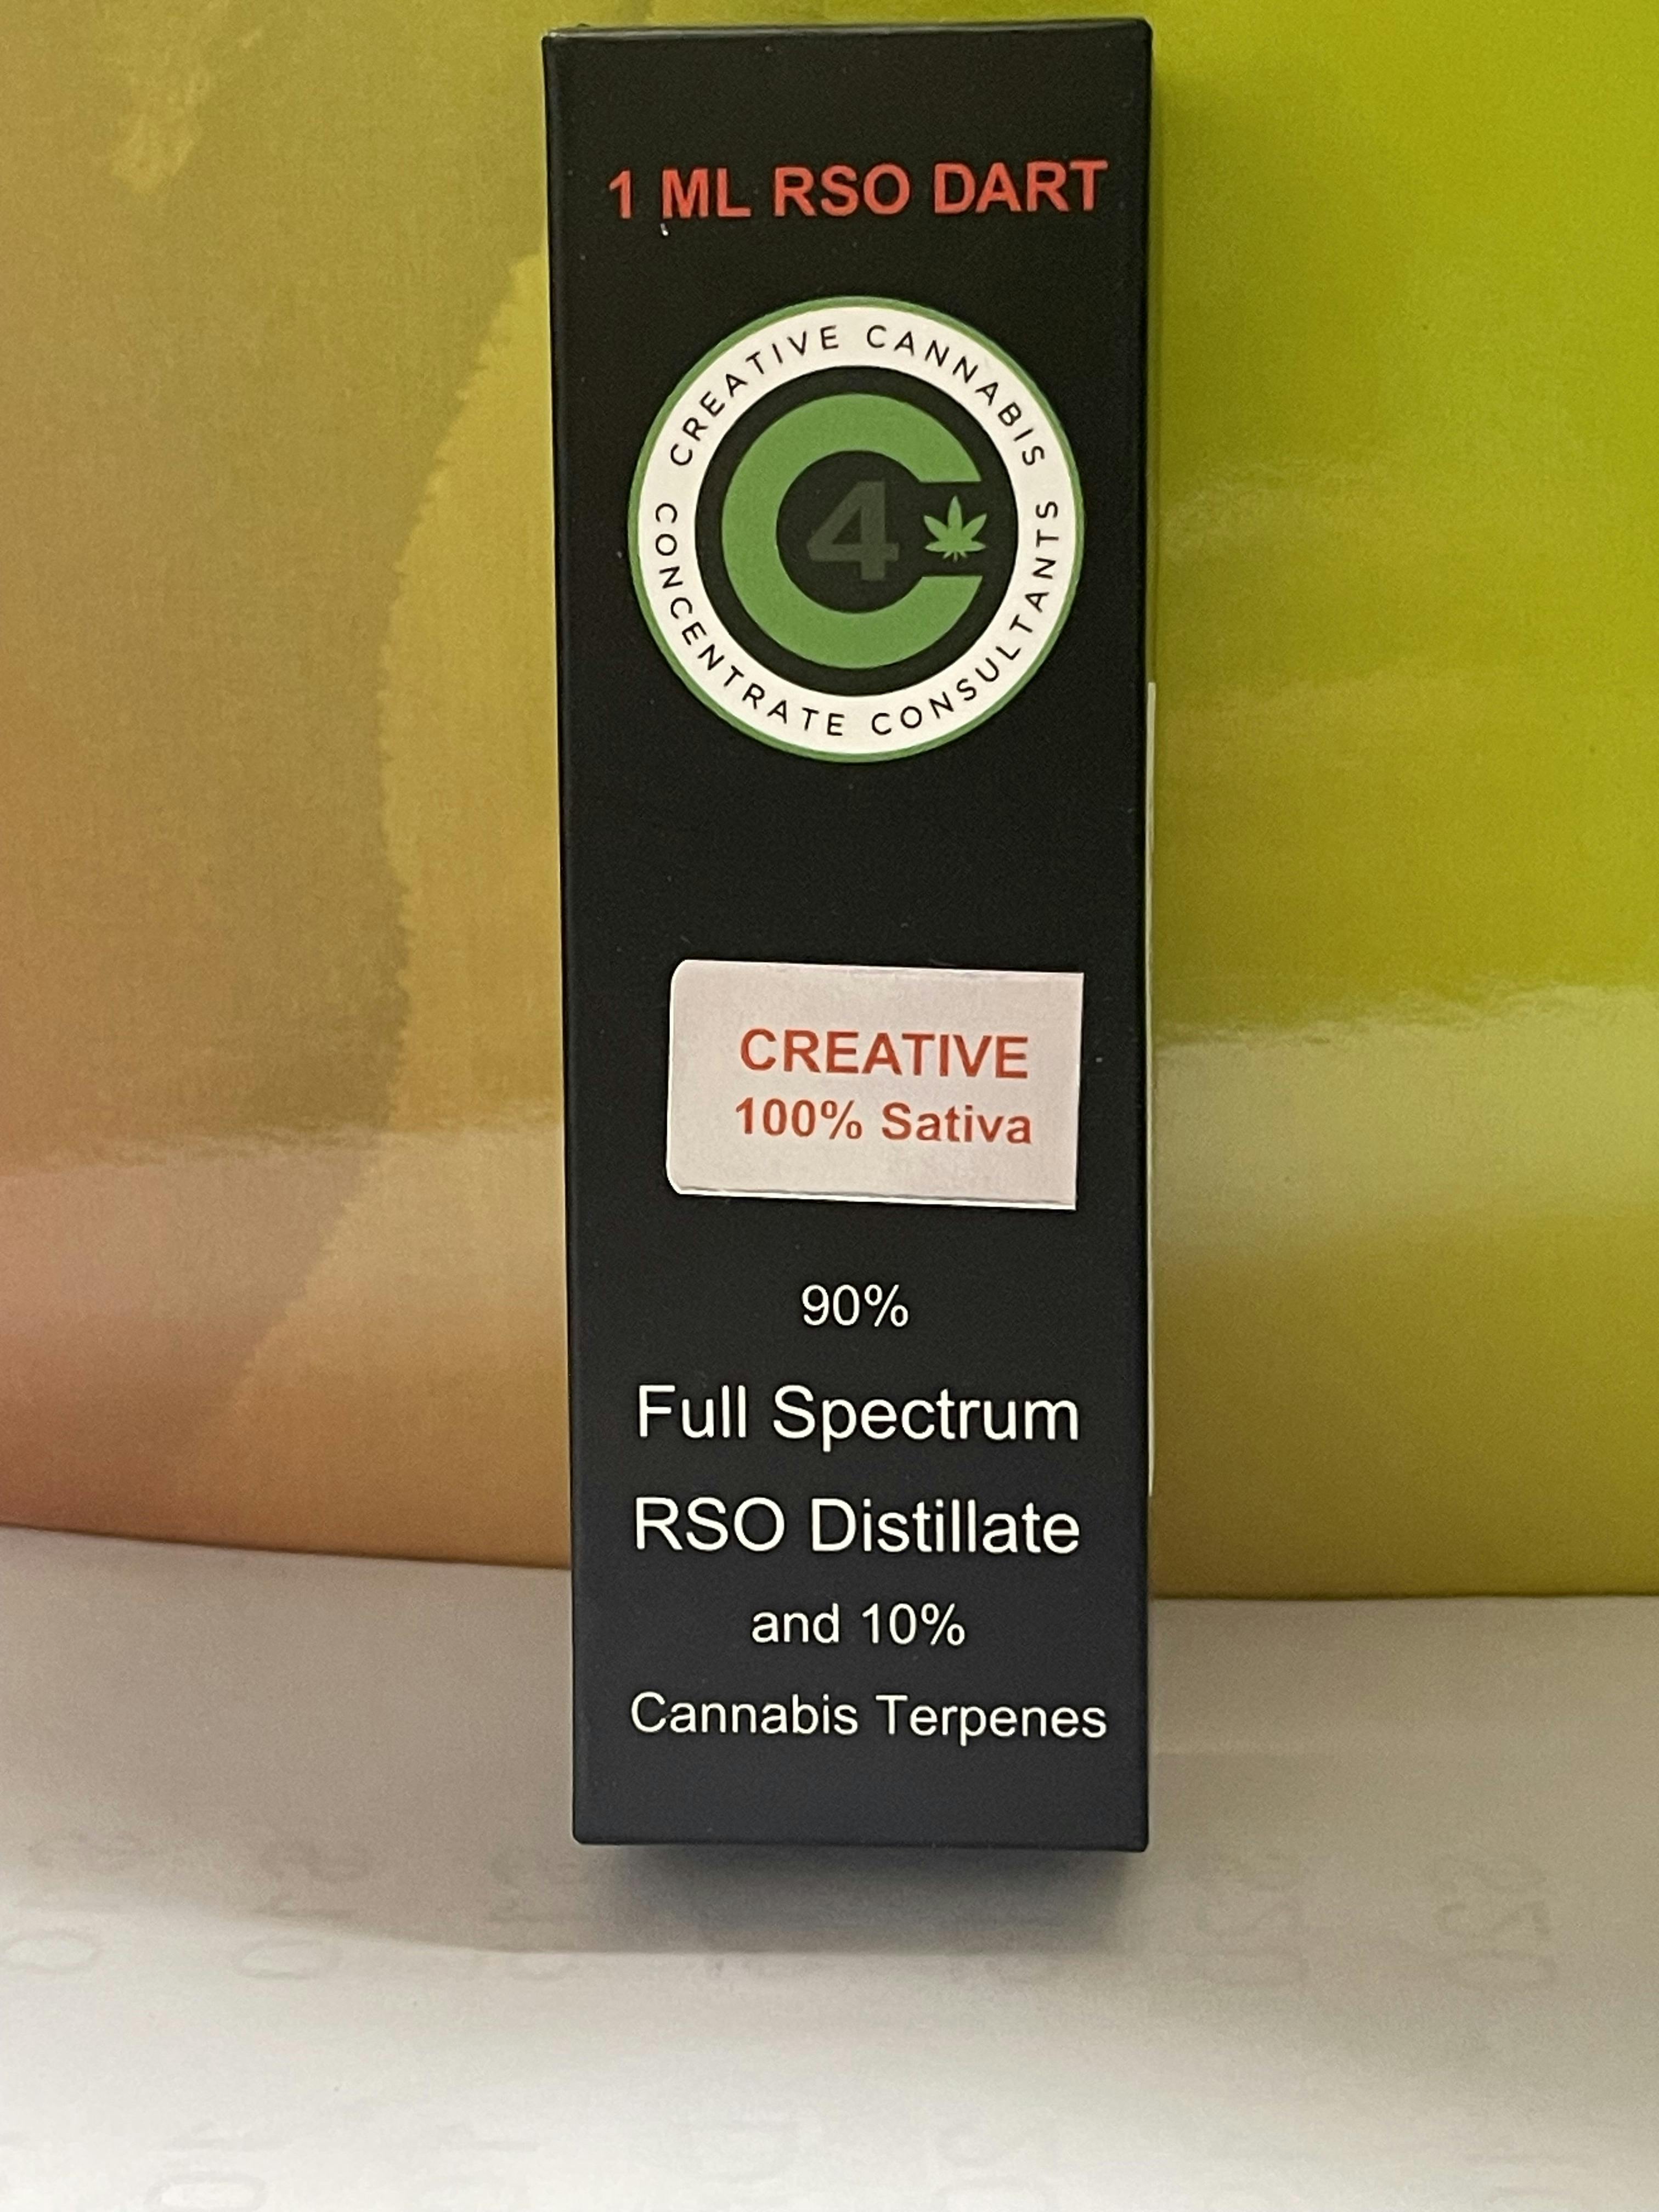 1 ML RSO DART
CREATIVE CANNABIS
C4
CONCENTRATE CONSULTANTS
CREATIVE
100% Sativa
90%
Full Spectrum
RSO Distillate
and 10%
Cannabis Terpenes